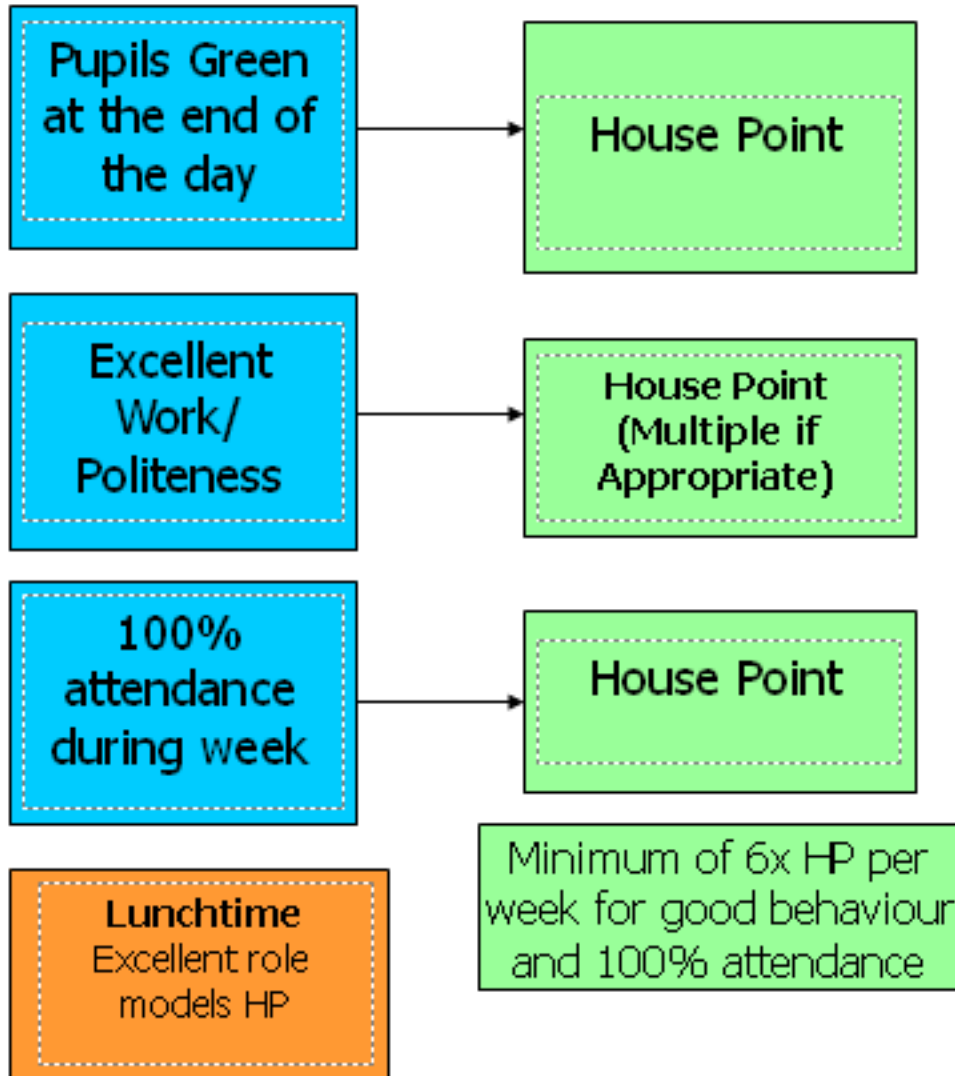 Pupils Green
at the end of
the day
House Point
Excellent
Work/
Politeness
House Point
(Multiple if
Appropriate)
100%
attendance
during week
House Point
Minimum of 6x HP per
week for good behaviour
and 100% attendance
Lunchtime
Excellent role
models HP